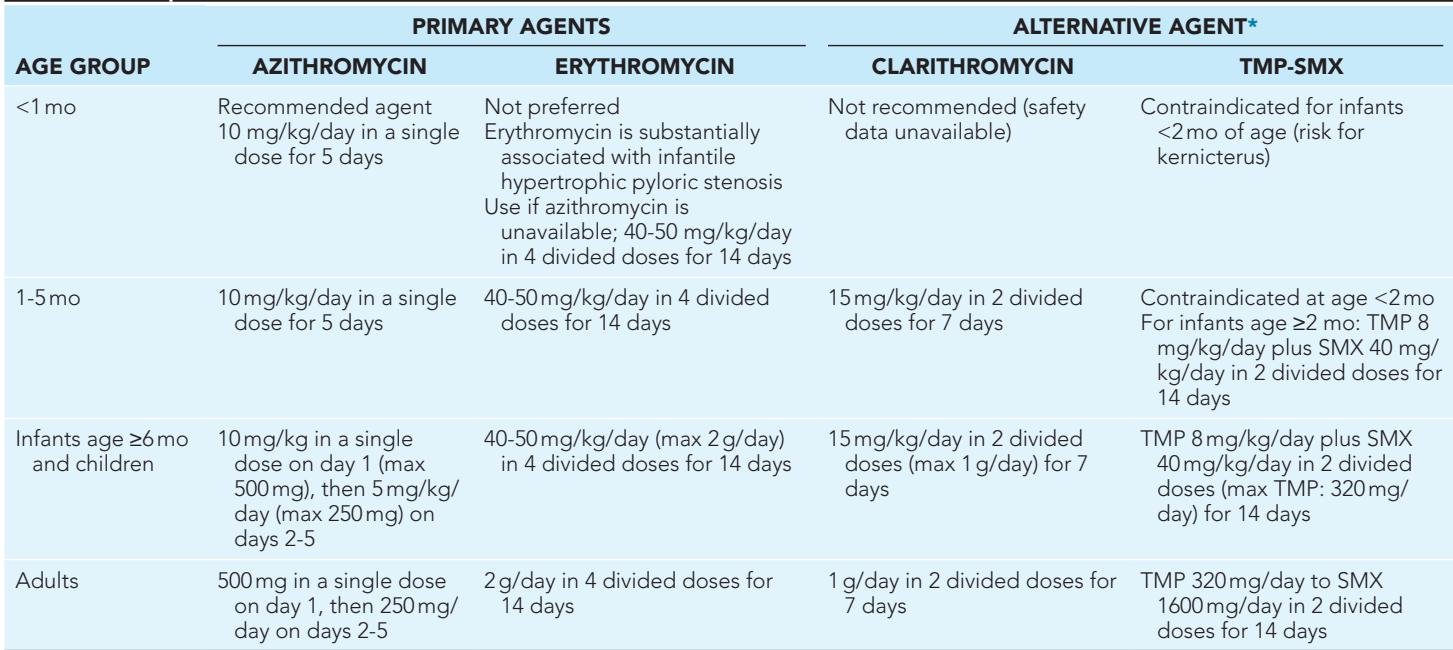 PRIMARY AGENTS
ALTERNATIVE AGENT*
AGE GROUP
AZITHROMYCIN
ERYTHROMYCIN
CLARITHROMYCIN
TMP-SMX
<1 mo
Recommended agent
10 mg/kg/day in a single
dose for 5 days
Not preferred
Erythromycin is substantially
associated with infantile
hypertrophic pyloric stenosis
Use if azithromycin is
unavailable; 40-50 mg/kg/day
in 4 divided doses for 14 days
Not recommended (safety
data unavailable)
Contraindicated for infants
<2 mo of age (risk for
kernicterus)
1-5 mo
10 mg/kg/day in a single
dose for 5 days
40-50 mg/kg/day in 4 divided
doses for 14 days
15 mg/kg/day in 2 divided
doses for 7 days
Contraindicated at age <2 mo
For infants age ≥2 mo: TMP 8
mg/kg/day plus SMX 40 mg/
kg/day in 2 divided doses for
14 days
Infants age ≥6 mo
and children
10 mg/kg in a single
dose on day 1 (max
500 mg), then 5 mg/kg/
day (max 250 mg) on
days 2-5
40-50 mg/kg/day (max 2 g/day)
in 4 divided doses for 14 days
15 mg/kg/day in 2 divided
doses (max 1 g/day) for 7
days
TMP 8 mg/kg/day plus SMX
40 mg/kg/day in 2 divided
doses (max TMP: 320 mg/
day) for 14 days
Adults
500 mg in a single dose
on day 1, then 250 mg/
day on days 2-5
2 g/day in 4 divided doses for
14 days
1 g/day in 2 divided doses for
7 days
TMP 320 mg/day to SMX
1600 mg/day in 2 divided
doses for 14 days